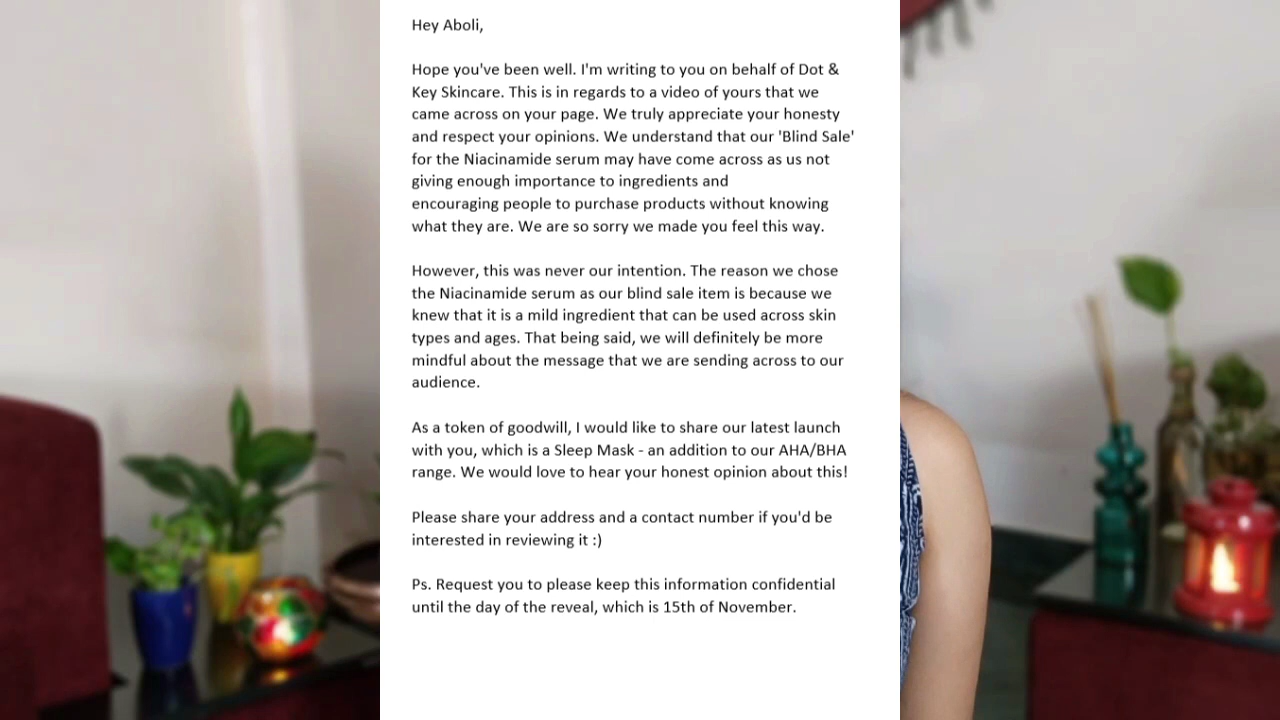 Hey Aboli,
Hope you've been well. I'm writing to you on behalf of Dot &
Key Skincare. This is in regards to a video of yours that we
came across on your page. We truly appreciate your honesty
and respect your opinions. We understand that our 'Blind Sale'
for the Niacinamide serum may have come across as us not
giving enough importance to ingredients and
encouraging people to purchase products without knowing
what they are. We are so sorry we made you feel this way.
However, this was never our intention. The reason we chose
the Niacinamide serum as our blind sale item is because we
knew that it is a mild ingredient that can be used across skin
types and ages. That being said, we will definitely be more
mindful about the message that we are sending across to our
audience.
As a token of goodwill, I would like to share our latest launch
with you, which is a Sleep Mask - an addition to our AHA/BHA
range. We would love to hear your honest opinion about this!
Please share your address and a contact number if you'd be
interested in reviewing it :)
Ps. Request you to please keep this information confidential
until the day of the reveal, which is 15th of November.